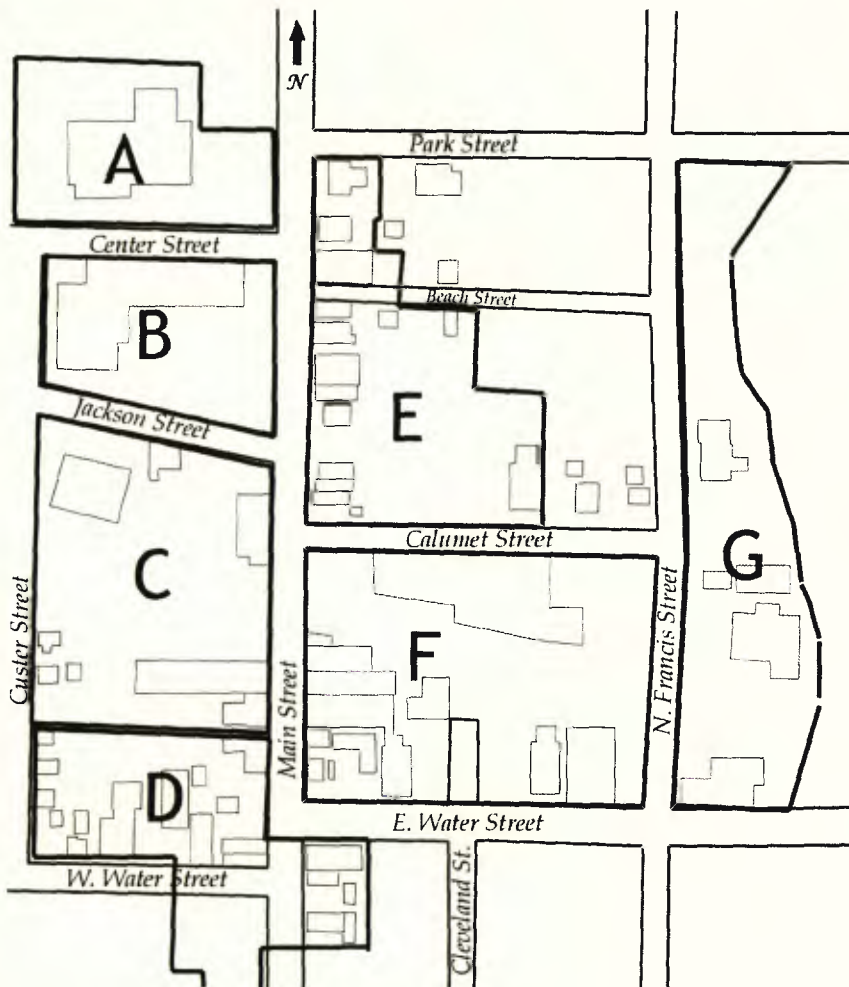 N
Park Street
A
Center Street
Beach Street
B
Jackson Street
E
Calumet Street
C
G
Custer Street
F
Main Street
N. Francis Street
D
E. Water Street
W. Water Street
Cleveland St.